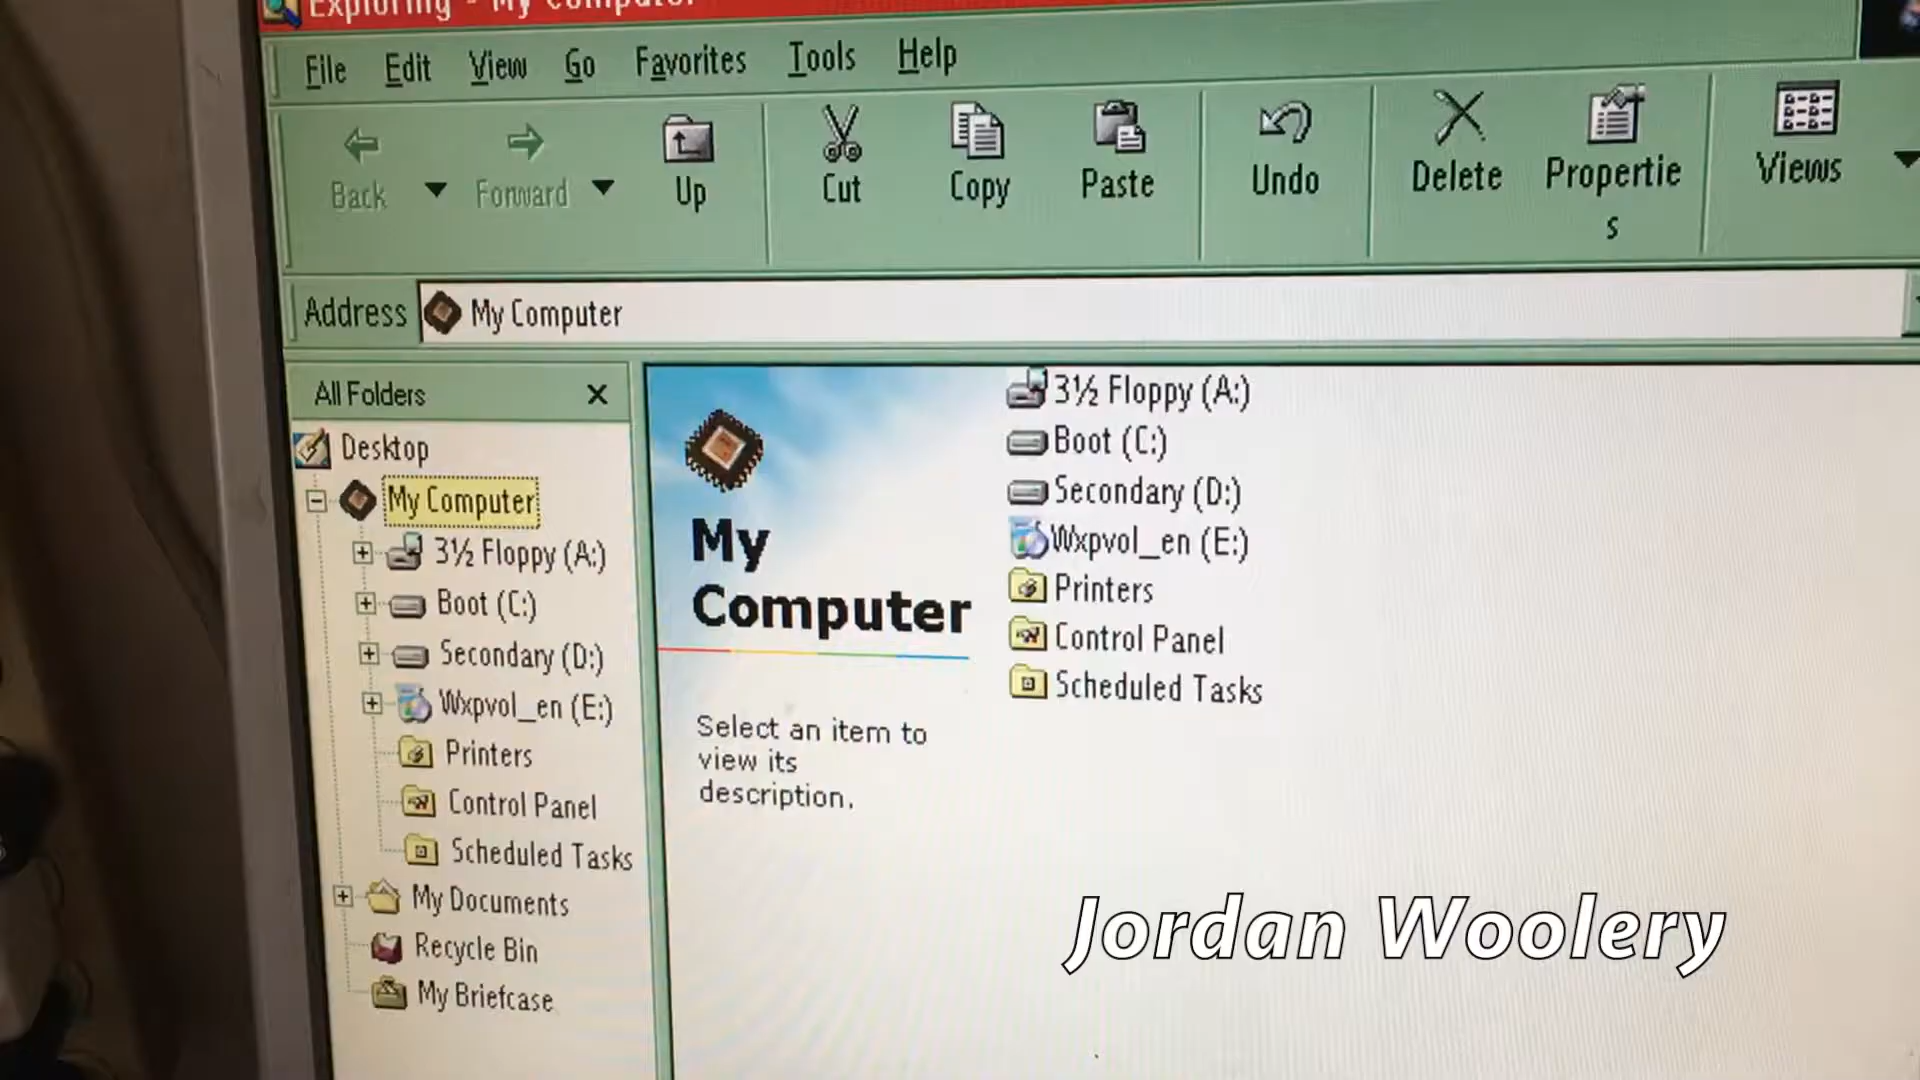 Exploring - My Computer
File Edit View Go Favorites Tools Help
Back Forward Up Cut Copy Paste Undo Delete Propertie
s
Views
Address My Computer
All Folders
Desktop
My Computer
3½ Floppy (A:)
Boot (C:)
Secondary (D:)
Wxpvol_en (E:)
Printers
Control Panel
Scheduled Tasks
My Documents
Recycle Bin
My Briefcase
My
Computer
Select an item to
view its
description.
3½ Floppy (A:)
Boot (C:)
Secondary (D:)
Wxpvol_en (E:)
Printers
Control Panel
Scheduled Tasks
Jordan Woolery